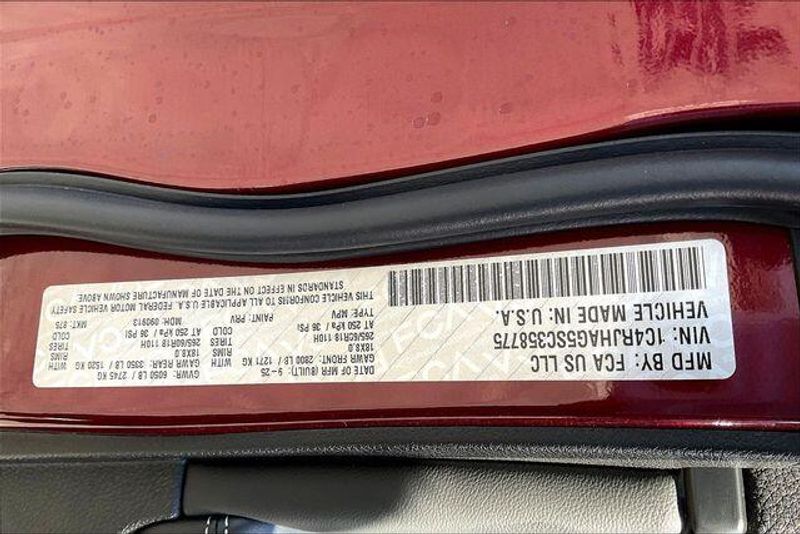 MFD BY: FCA US LLC
DATE OF MFR (BUILT): 9-25
GVWR: 6050 LB / 2745 KG
GAWR FRONT: 2800 LB / 1271 KG
GAWR REAR: 3350 LB / 1520 KG
WITH
18X8.0
RIMS
18X8.0
RIMS
WITH
265/60R18 110H
TIRES
265/60R18 110H
TIRES
AT 250 kPa / 36 PSI
COLD
AT 250 kPa / 36 PSI
COLD
VIN: 1C4RJHAG5SC358775
TYPE: MPV
PAINT: PRV
MDH: 090913
MKT: 875
VEHICLE MADE IN: U.S.A.
THIS VEHICLE CONFORMS TO ALL APPLICABLE U.S.A. FEDERAL MOTOR VEHICLE SAFETY
STANDARDS IN EFFECT ON THE DATE OF MANUFACTURE SHOWN ABOVE.